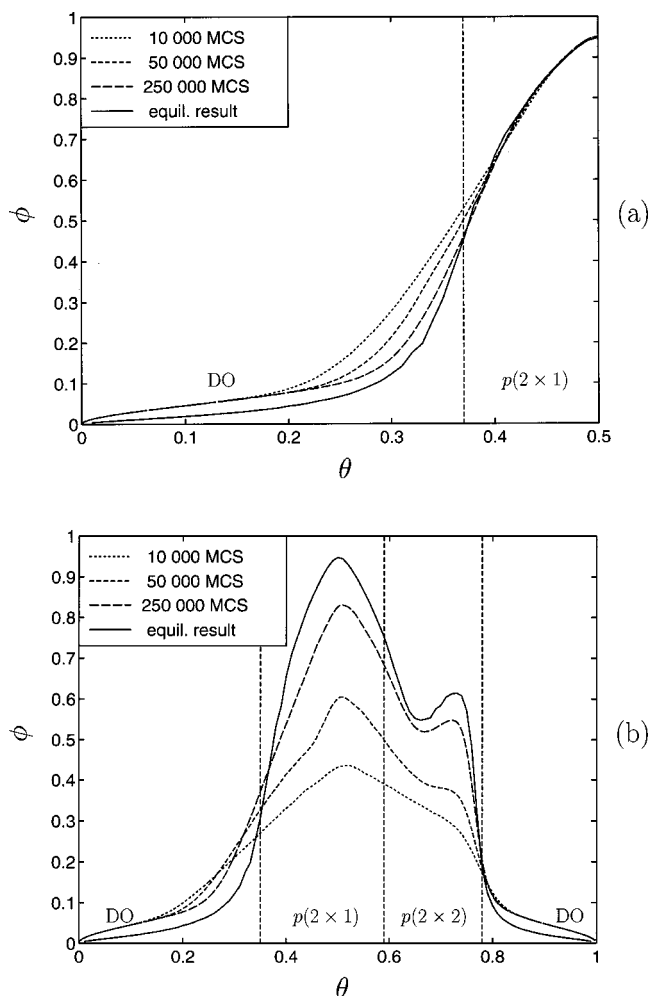 1
0.9
0.8
0.7
0.6
0.5
0.4
0.3
0.2
0.1
0
ϕ
10 000 MCS
50 000 MCS
250 000 MCS
equil. result
DO
p(2 × 1)
(a)
0 0.1 0.2 0.3 0.4 0.5
θ
1
0.9
0.8
0.7
0.6
0.5
0.4
0.3
0.2
0.1
0
ϕ
10 000 MCS
50 000 MCS
250 000 MCS
equil. result
(b)
DO p(2 × 1) p(2 × 2) DO
0 0.2 0.4 0.6 0.8 1
θ